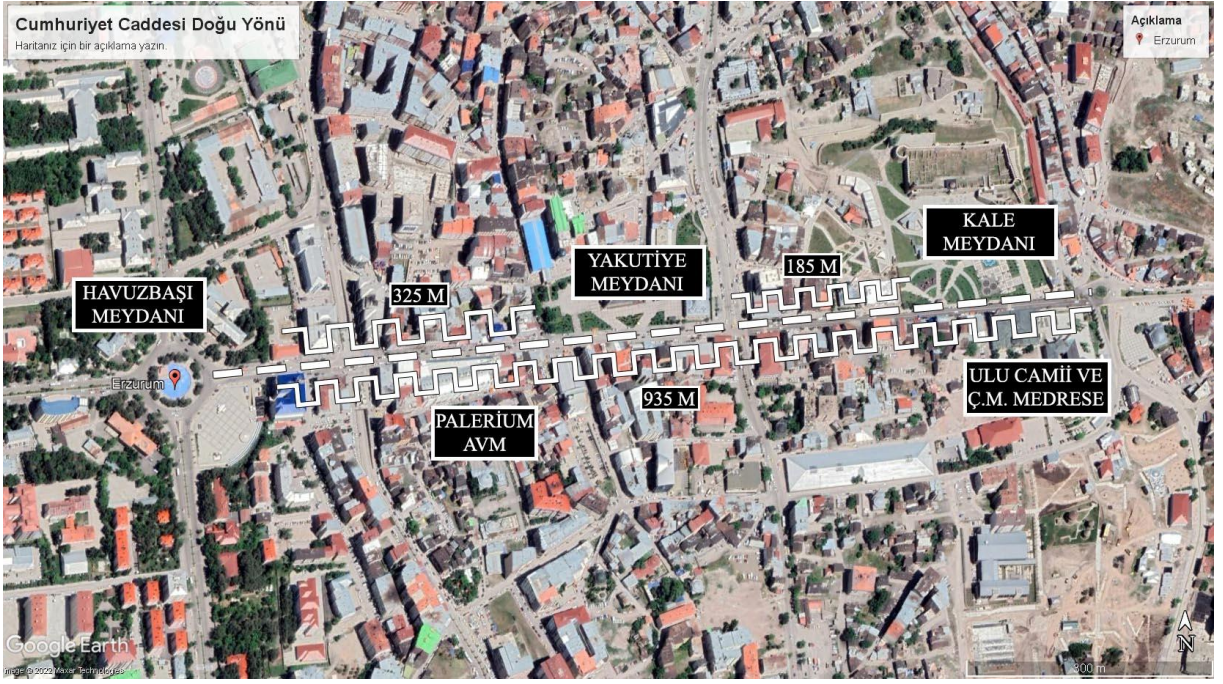 Cumhuriyet Caddesi Doğu Yönü
Haritanız için bir açıklama yazın.
Açıklama
Erzurum
KALE
MEYDANI
YAKUTİYE
MEYDANI
185 M
HAVUZBAŞI
MEYDANI
325 M
Erzurum
ULU CAMİİ VE
Ç.M. MEDRESE
935 M
PALERİUM
AVM
N
Google Earth
Image © 2022 Maxar Technologies
300 m